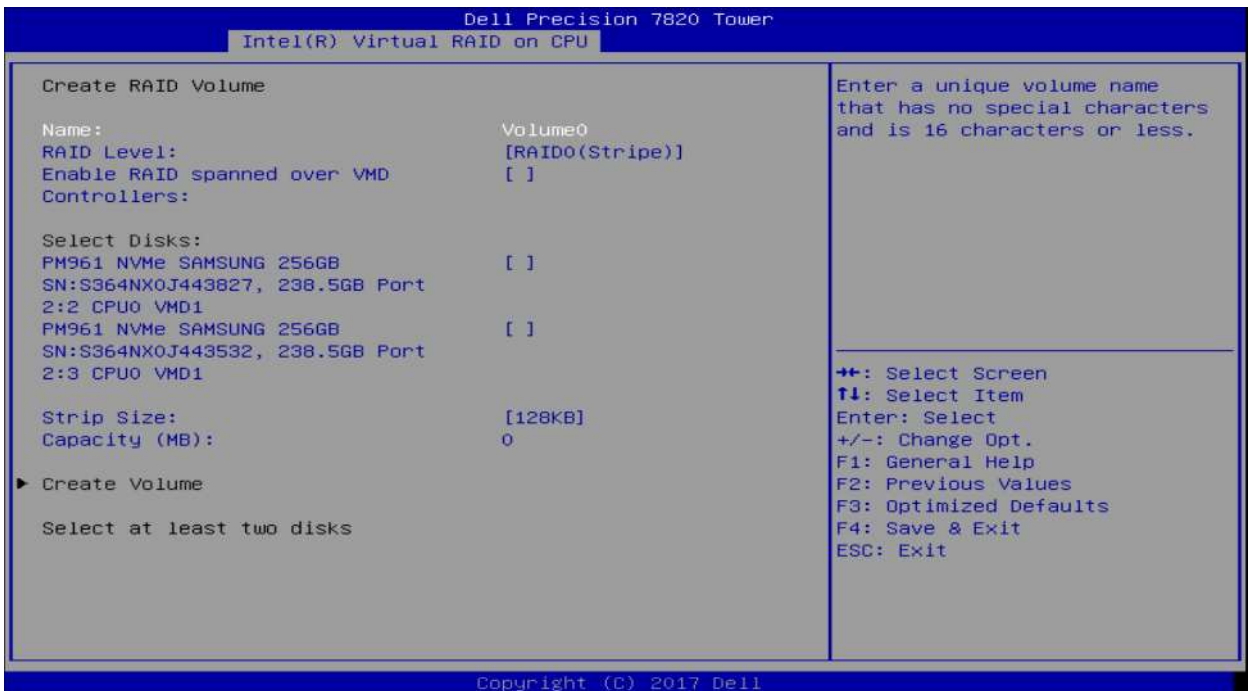 Dell Precision 7820 Tower
Intel(R) Virtual RAID on CPU
Create RAID Volume
Name: Volume0
RAID Level: [RAID0(Stripe)]
Enable RAID spanned over VMD [ ]
Controllers:
Select Disks:
PM961 NVMe SAMSUNG 256GB [ ]
SN:S364NX0J443827, 238.5GB Port
2:2 CPU0 VMD1
PM961 NVMe SAMSUNG 256GB [ ]
SN:S364NX0J443532, 238.5GB Port
2:3 CPU0 VMD1
Strip Size: [128KB]
Capacity (MB): 0
► Create Volume
Select at least two disks
Enter a unique volume name
that has no special characters
and is 16 characters or less.
→←: Select Screen
↑↓: Select Item
Enter: Select
+/-: Change Opt.
F1: General Help
F2: Previous Values
F3: Optimized Defaults
F4: Save & Exit
ESC: Exit
Copyright (C) 2017 Dell